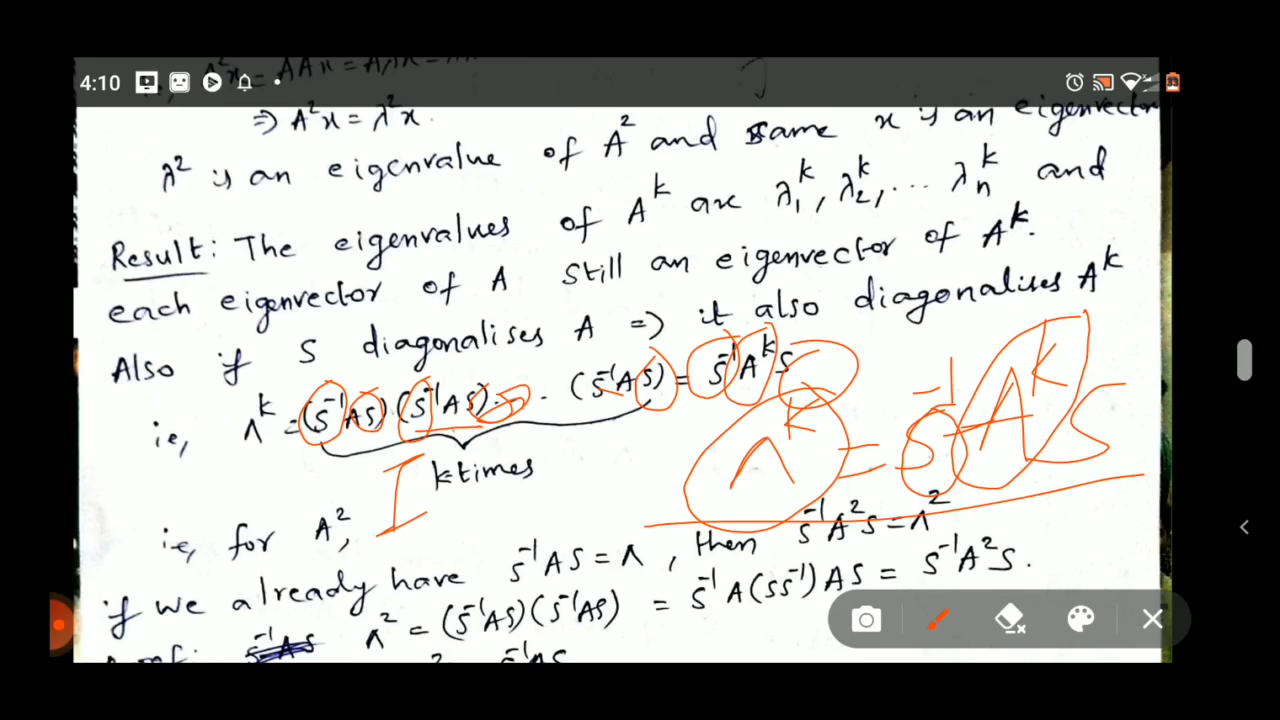 4:10
A²x = AAx = Aλx =
⇒ A²x = λ²x.
λ² is an eigenvalue of A² and same x is an eigenvector
Result: The eigenvalues of Aᵏ are λ₁ᵏ, λ₂ᵏ, ... λₙᵏ and
each eigenvector of A still an eigenvector of Aᵏ.
Also if S diagonalises A ⇒ it also diagonalises Aᵏ
ie, Λᵏ = (S⁻¹AS)(S⁻¹AS). . . (S⁻¹AS) = S⁻¹AᵏS
k times
I
Λᵏ = S⁻¹AᵏS
ie, for A²,
if we already have S⁻¹AS = Λ, then S⁻¹A²S = Λ²
Λ² = (S⁻¹AS)(S⁻¹AS) = S⁻¹A(SS⁻¹)AS = S⁻¹A²S.